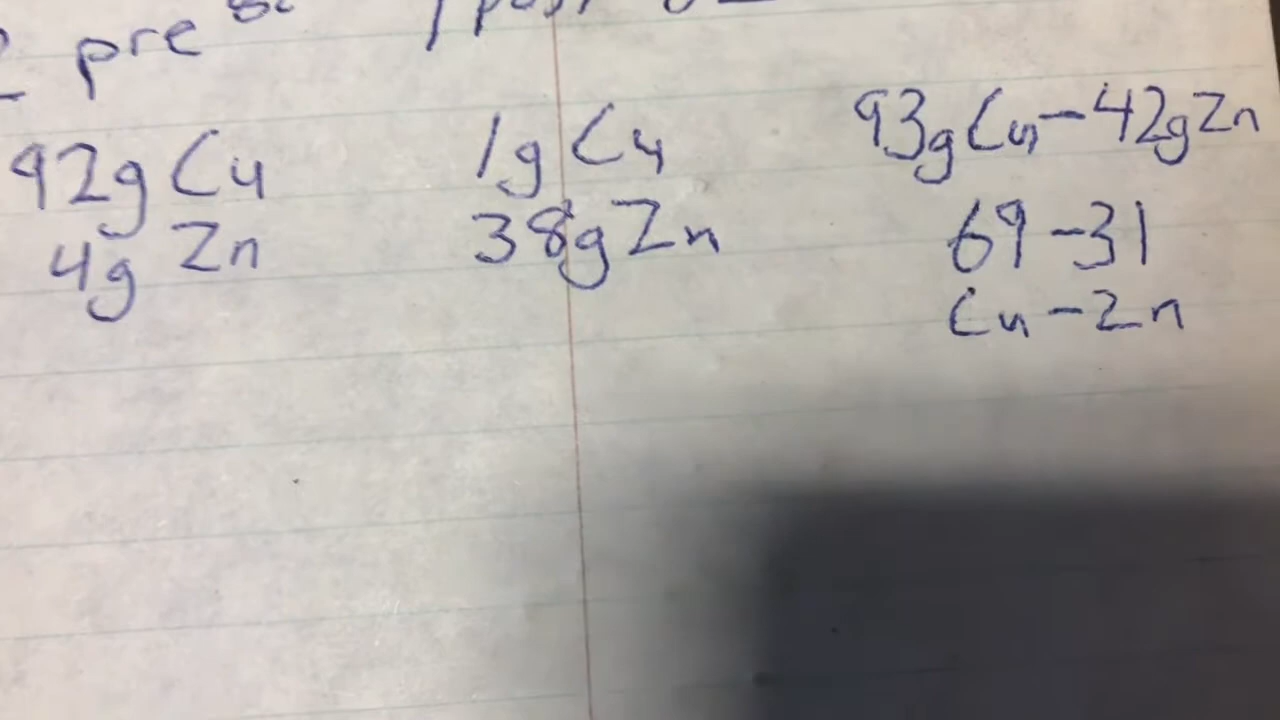 pre
92g Cu 1g Cu 93g Cu - 42g Zn
4g Zn 38g Zn 69 - 31
Cu - Zn